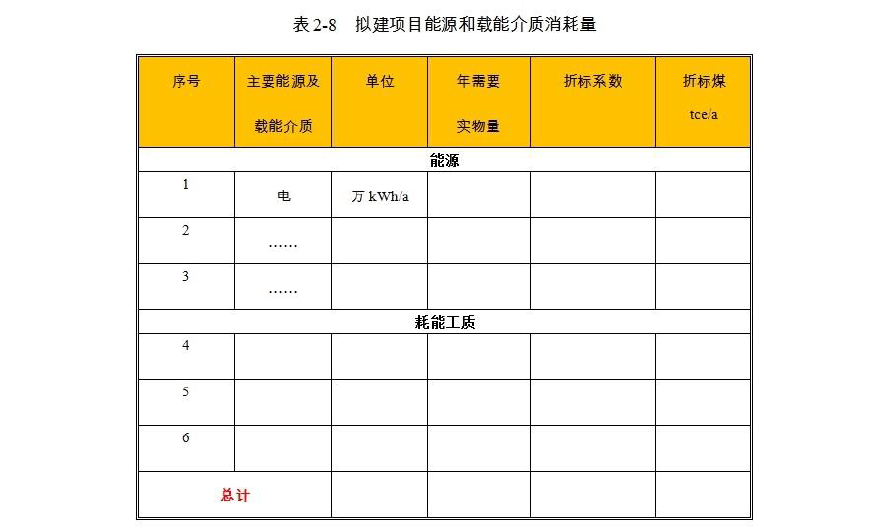 表 2-8 拟建项目能源和载能介质消耗量
序号 主要能源及 单位 年需要 折标系数 折标煤
载能介质 实物量 tce/a
能源
1 电 万 kWh/a
2 ……
3 ……
耗能工质
4
5
6
总计